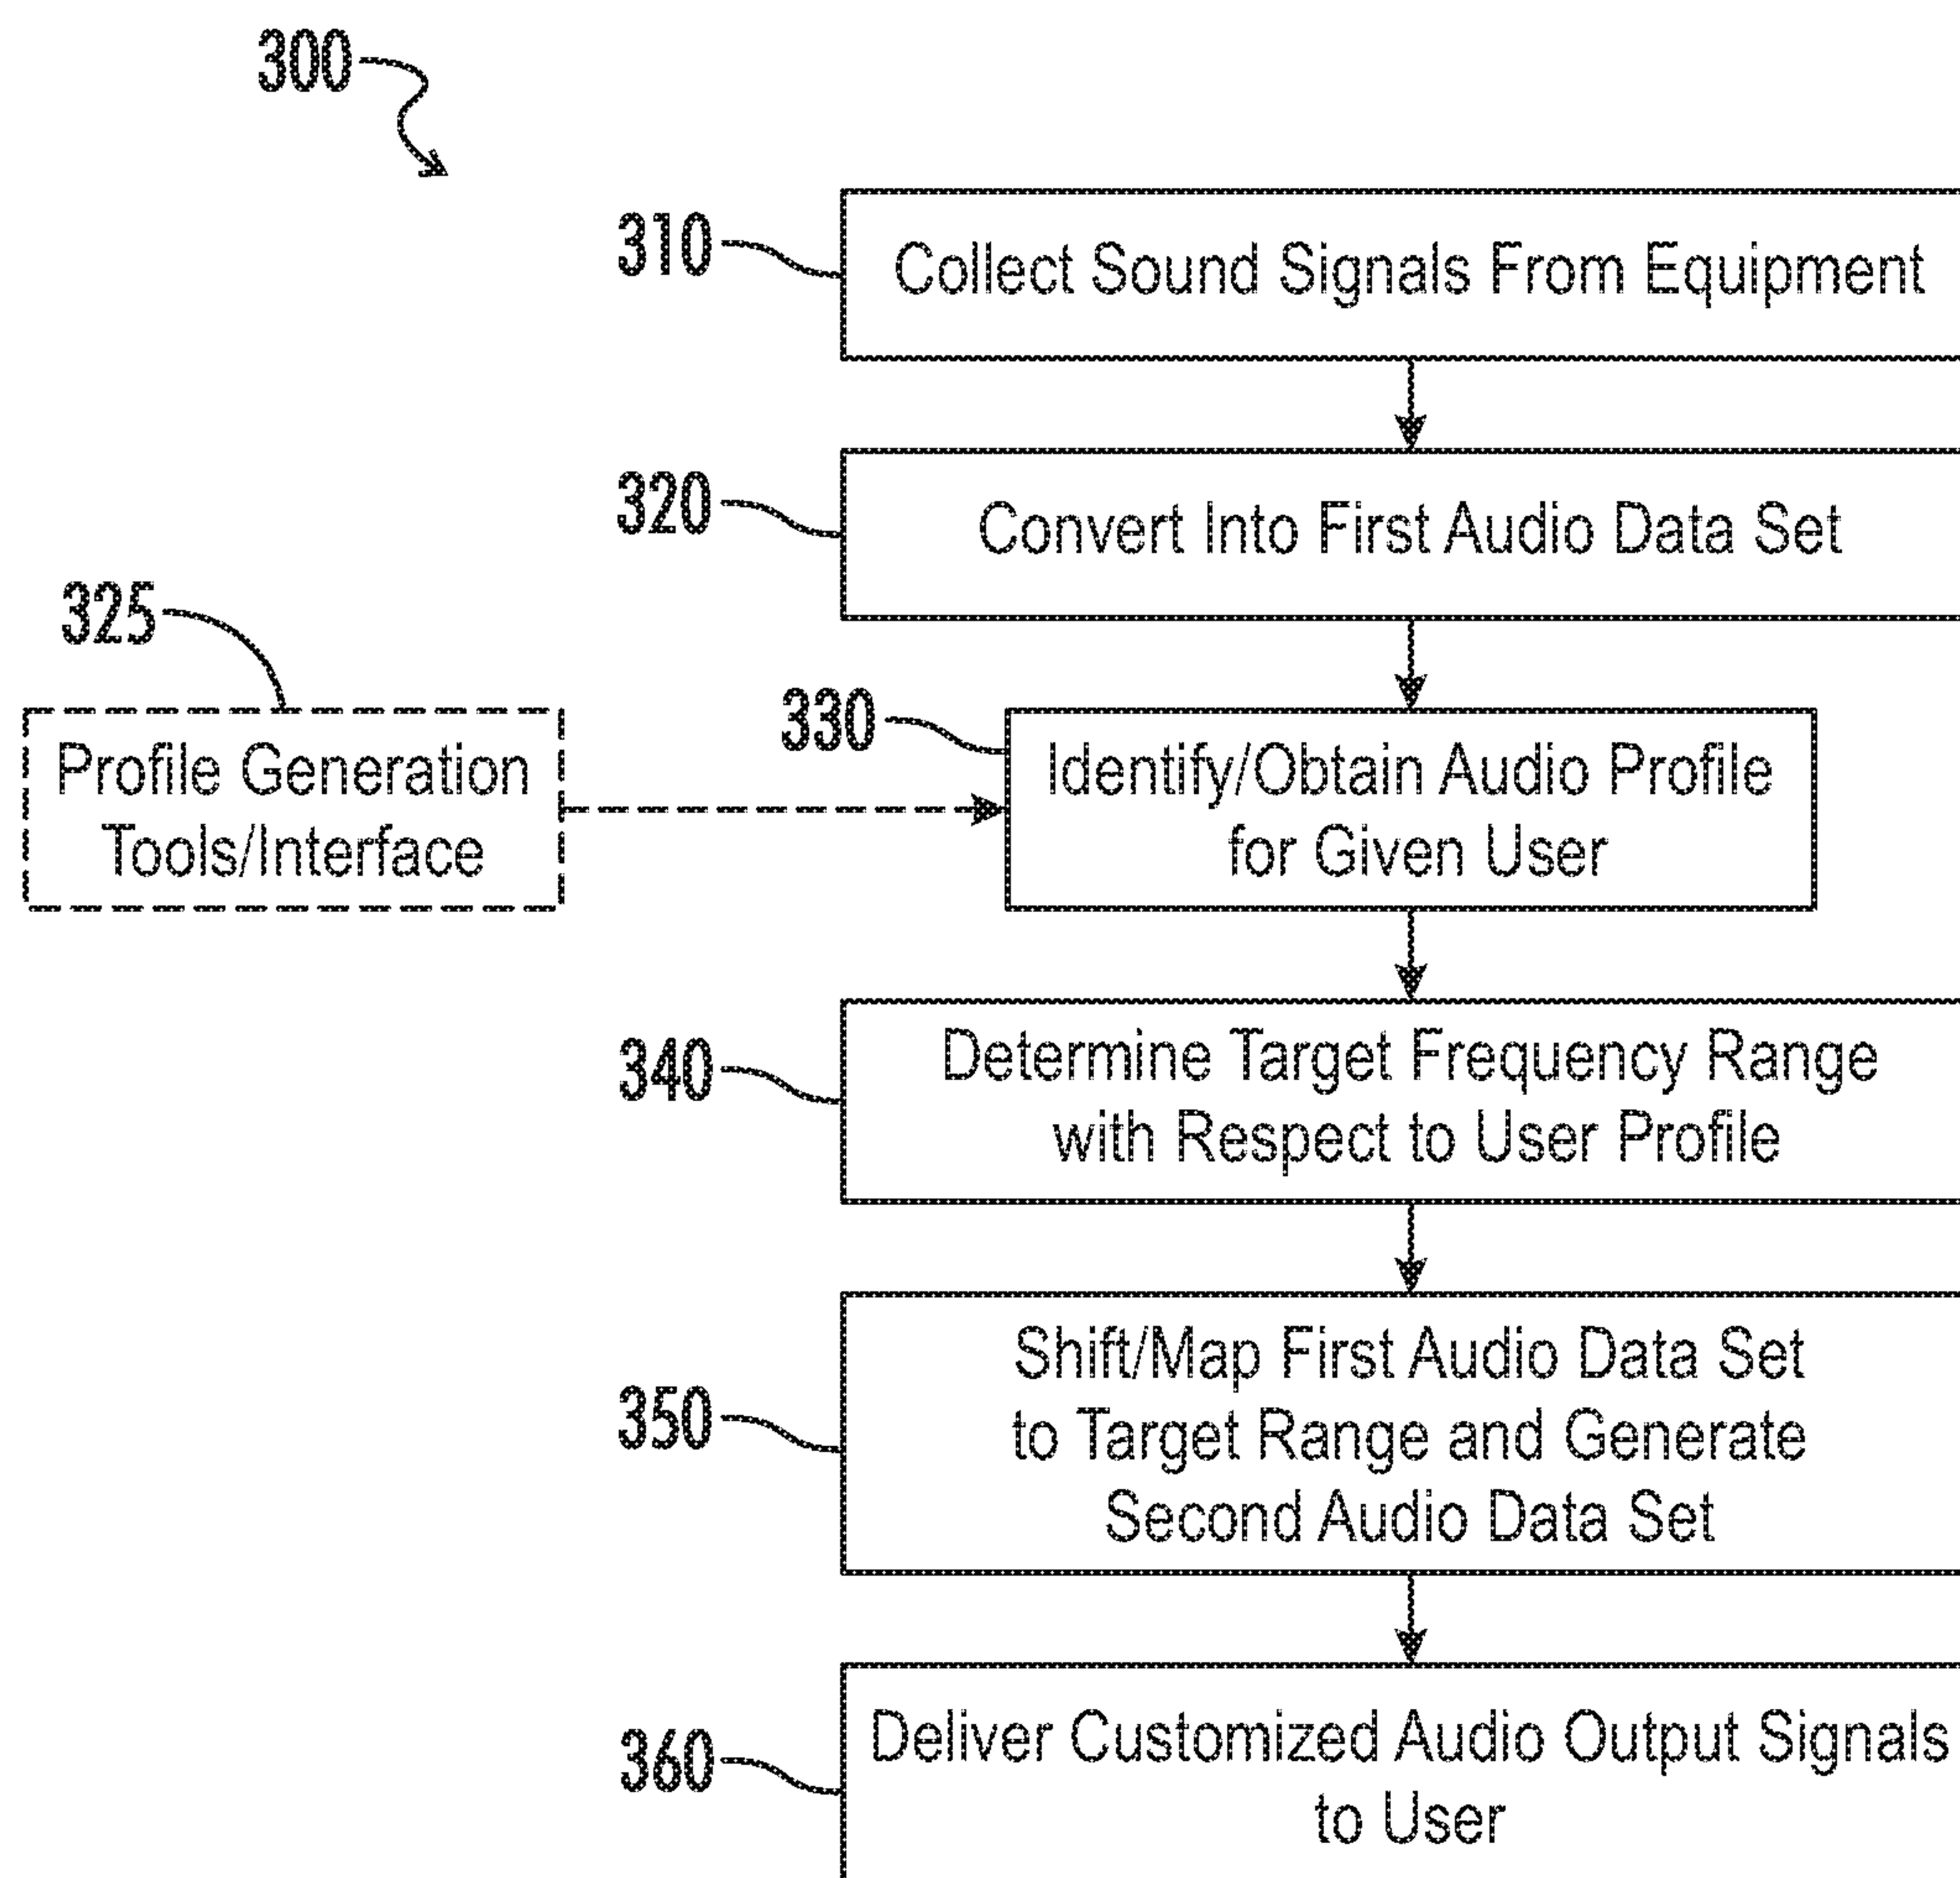 300
310
Collect Sound Signals From Equipment
320
Convert Into First Audio Data Set
325
Profile Generation
Tools/Interface
330
Identify/Obtain Audio Profile
for Given User
340
Determine Target Frequency Range
with Respect to User Profile
350
Shift/Map First Audio Data Set
to Target Range and Generate
Second Audio Data Set
360
Deliver Customized Audio Output Signals
to User